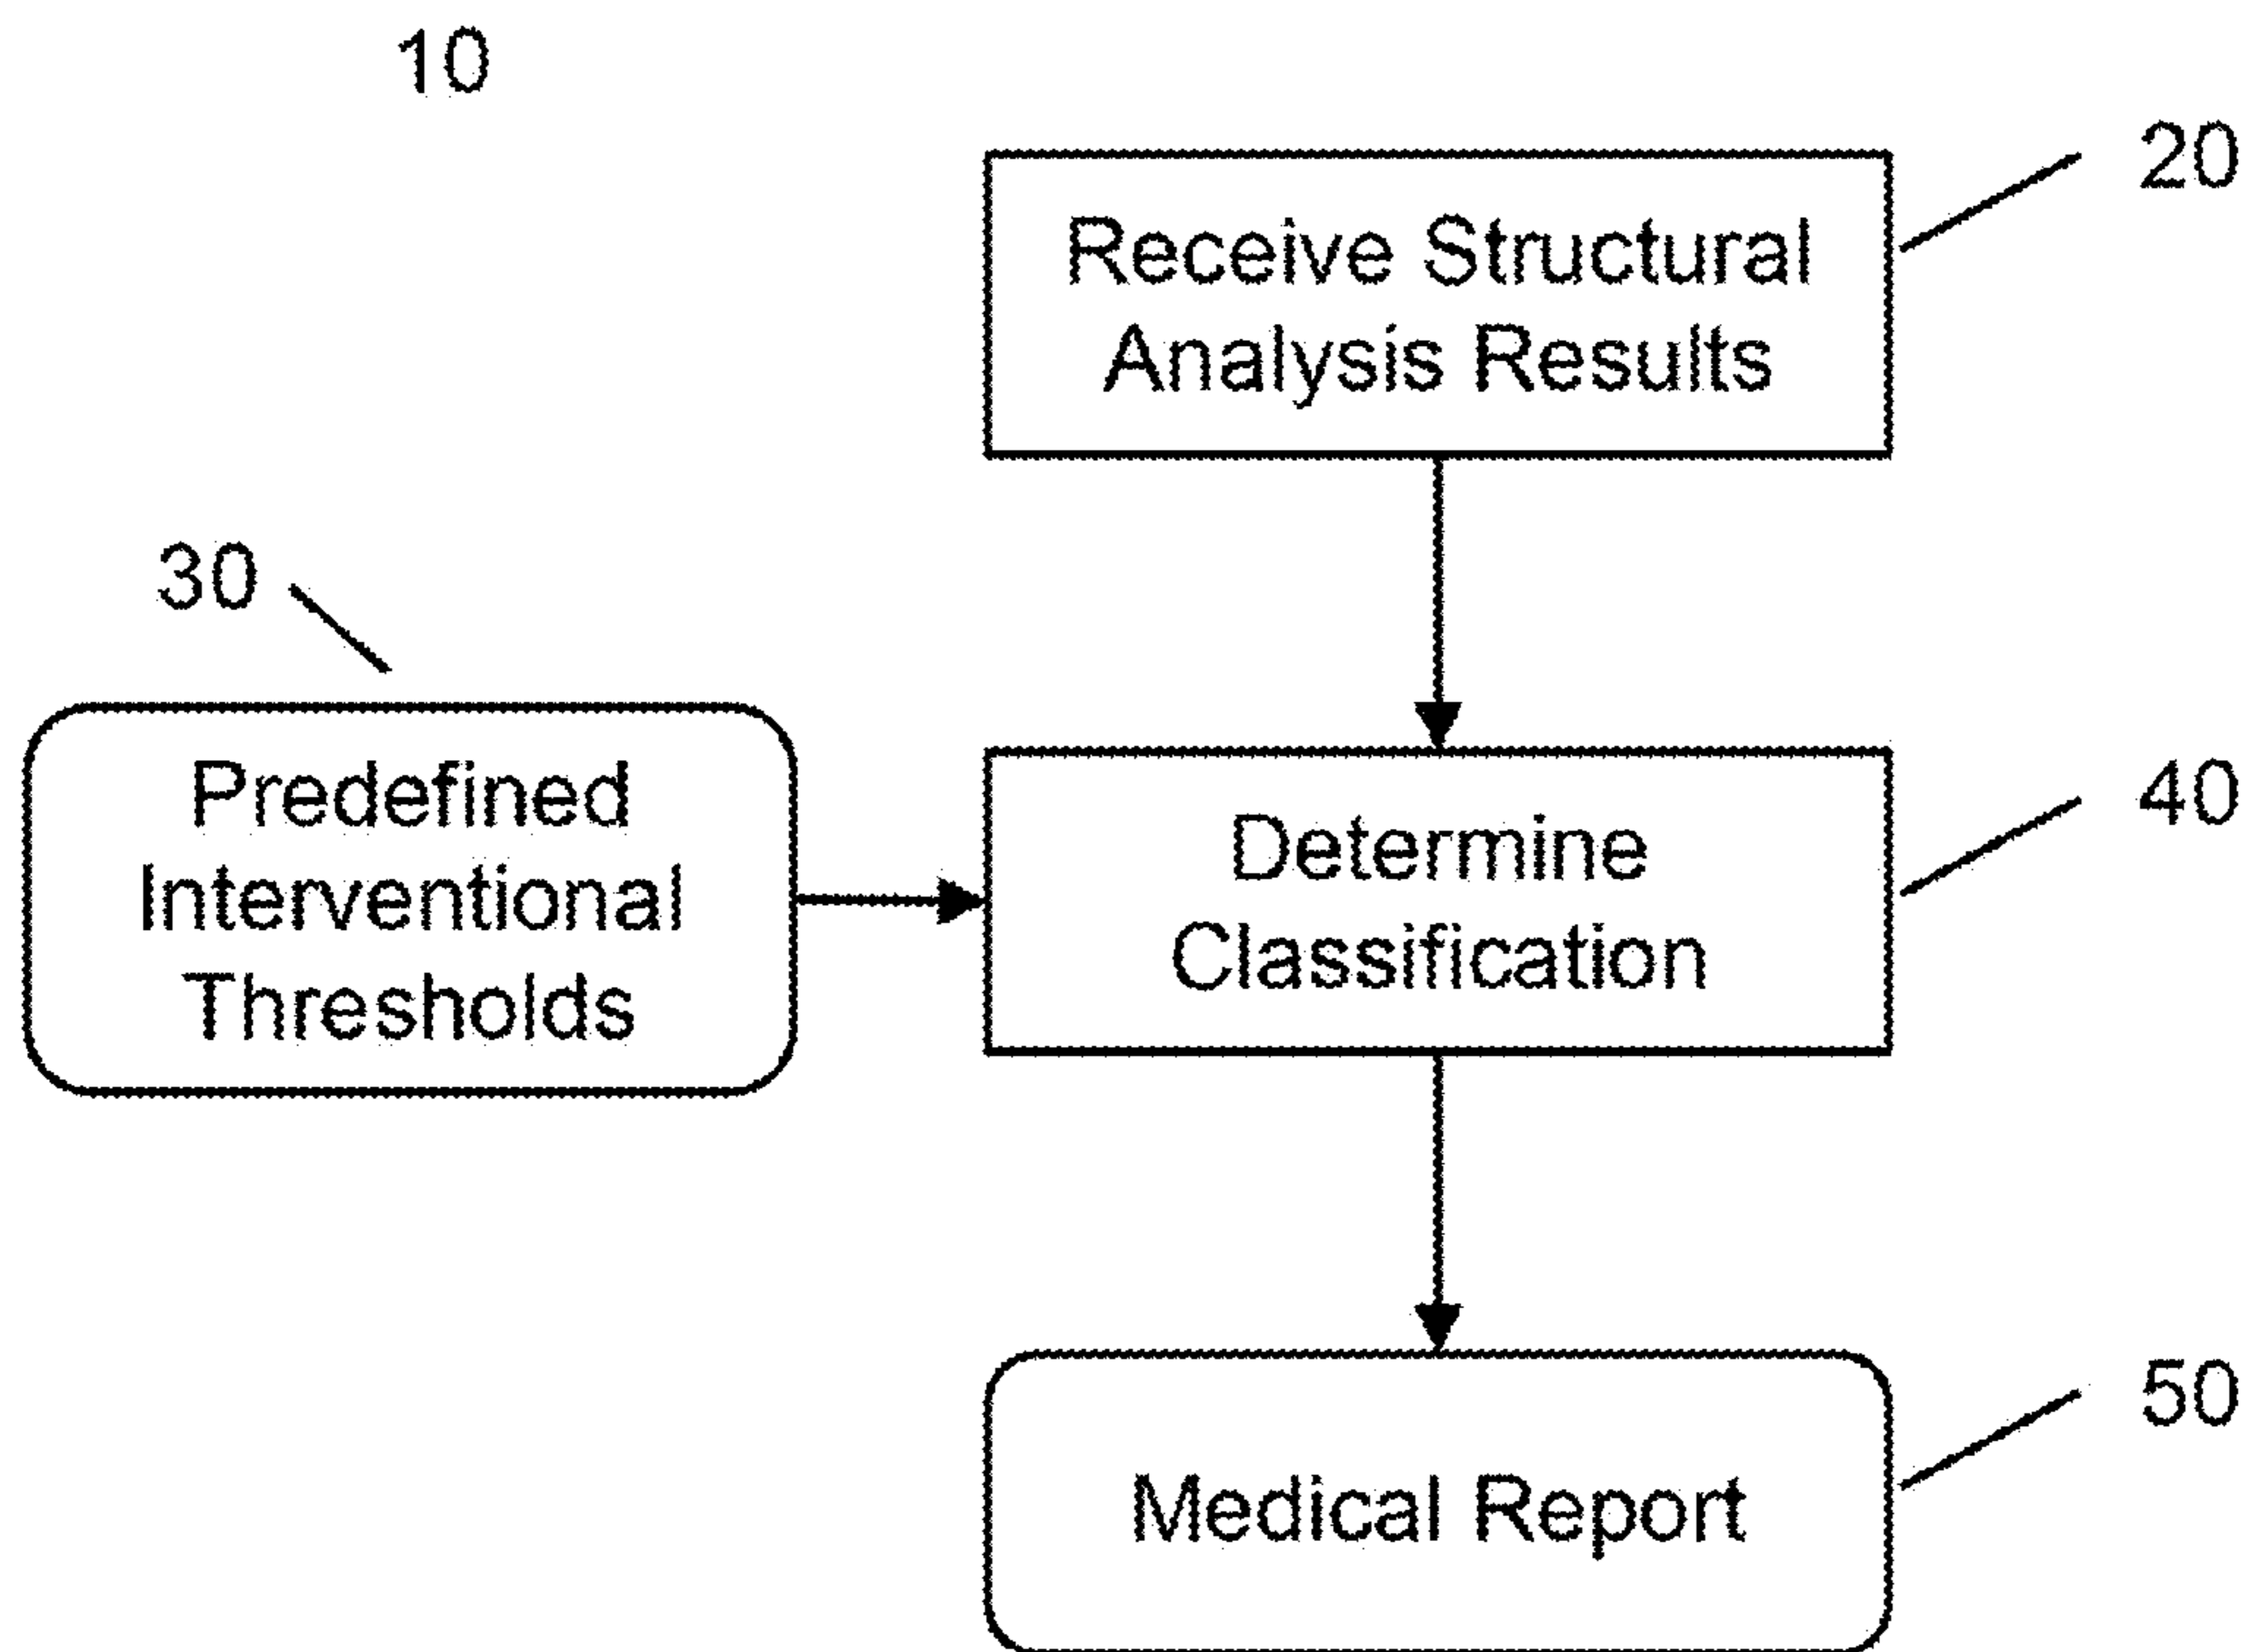 10
20
Receive Structural
Analysis Results
30
Predefined
Interventional
Thresholds
40
Determine
Classification
50
Medical Report